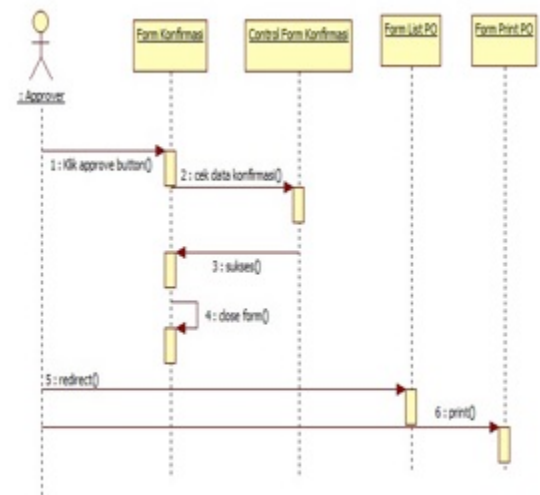 Form Konfirmasi
Control Form Konfirmasi
Form List PO
Form Print PO
: Approver
1 : Klik approve button()
2 : cek data konfirmasi()
3 : sukses()
4 : close form()
5 : redirect()
6 : print()